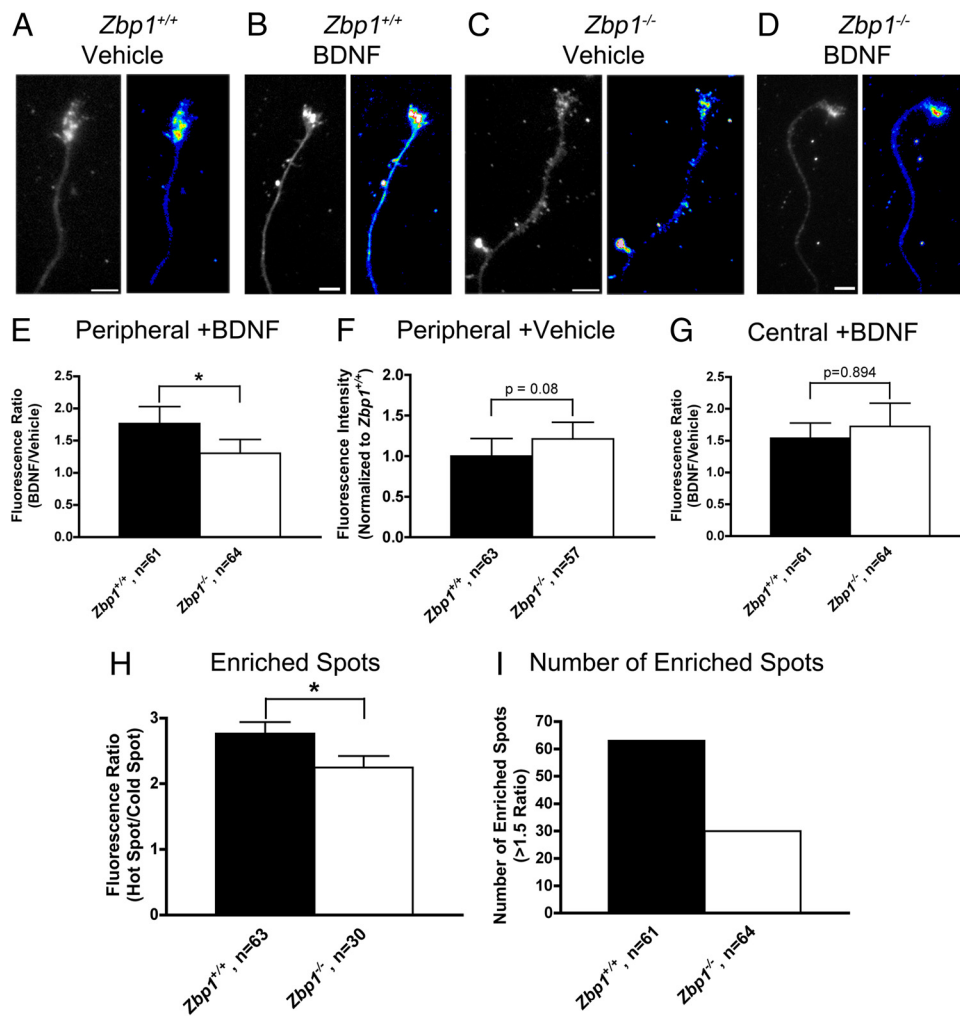 A Zbp1+/+ Vehicle
B Zbp1+/+ BDNF
C Zbp1-/- Vehicle
D Zbp1-/- BDNF
E Peripheral +BDNF
Fluorescence Ratio
(BDNF/Vehicle)
2.5
2.0
1.5
1.0
0.5
0.0
*
Zbp1+/+, n=61
Zbp1-/-, n=64
F Peripheral +Vehicle
Fluorescence Intensity
(Normalized to Zbp1+/+)
2.0
1.5
1.0
0.5
0.0
p = 0.08
Zbp1+/+, n=63
Zbp1-/-, n=57
G Central +BDNF
Fluorescence Ratio
(BDNF/Vehicle)
2.5
2.0
1.5
1.0
0.5
0.0
p=0.894
Zbp1+/+, n=61
Zbp1-/-, n=64
H Enriched Spots
Fluorescence Ratio
(Hot Spot/Cold Spot)
3
2
1
0
*
Zbp1+/+, n=63
Zbp1-/-, n=30
I Number of Enriched Spots
Number of Enriched Spots
(>1.5 Ratio)
70
60
50
40
30
20
10
0
Zbp1+/+, n=61
Zbp1-/-, n=64